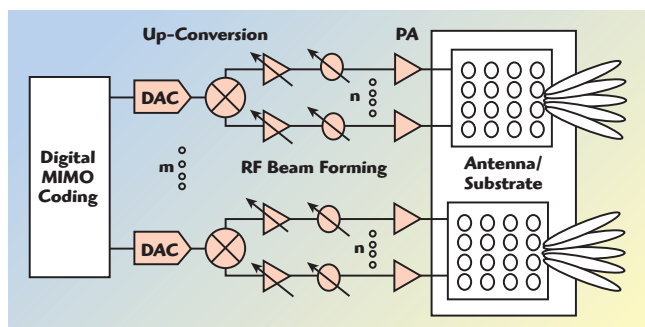 Up-Conversion
PA
DAC
n
Digital
MIMO
Coding
m
RF Beam Forming
Antenna/
Substrate
DAC
n